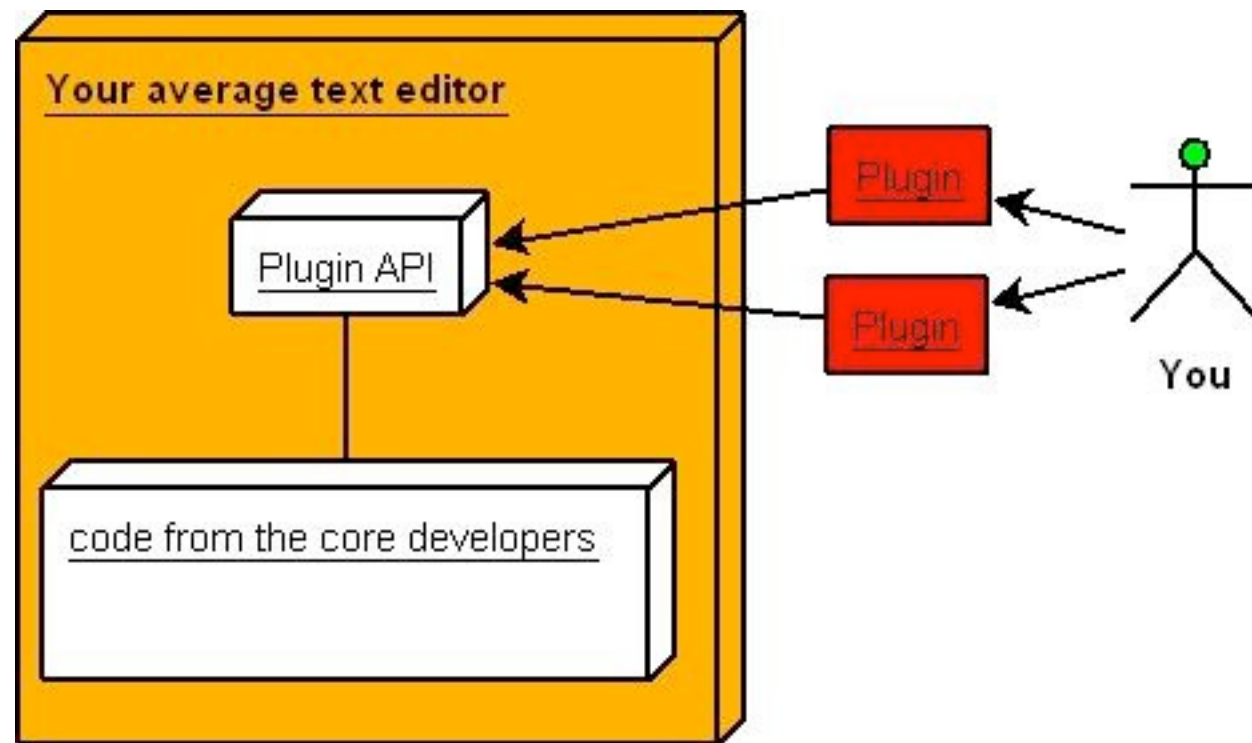 Your average text editor
Plugin
Plugin API
Plugin
You
code from the core developers